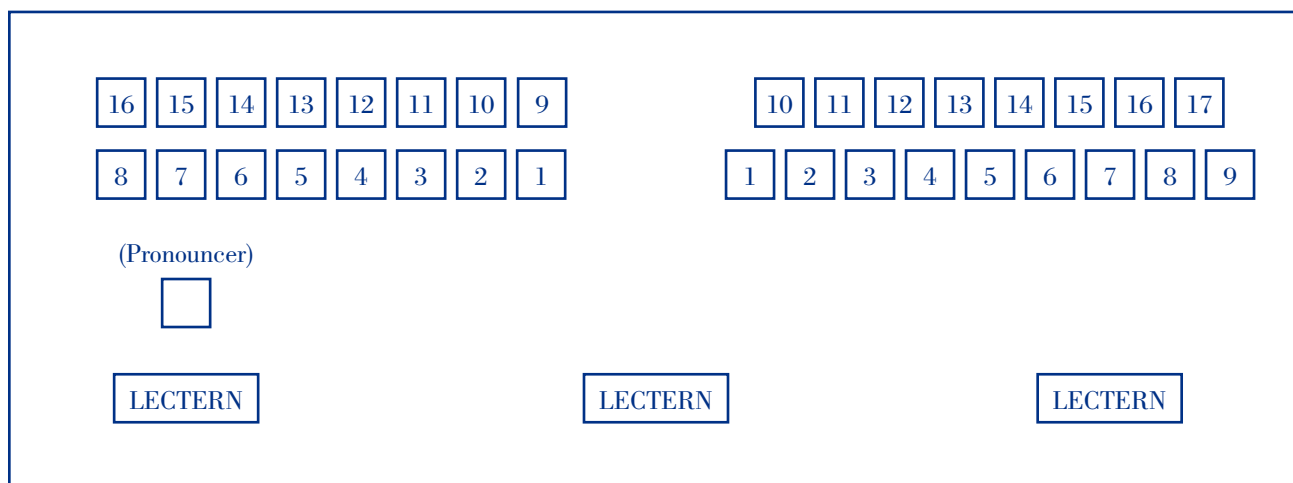 16 15 14 13 12 11 10 9 10 11 12 13 14 15 16 17
8 7 6 5 4 3 2 1 1 2 3 4 5 6 7 8 9
(Pronouncer)
LECTERN LECTERN LECTERN